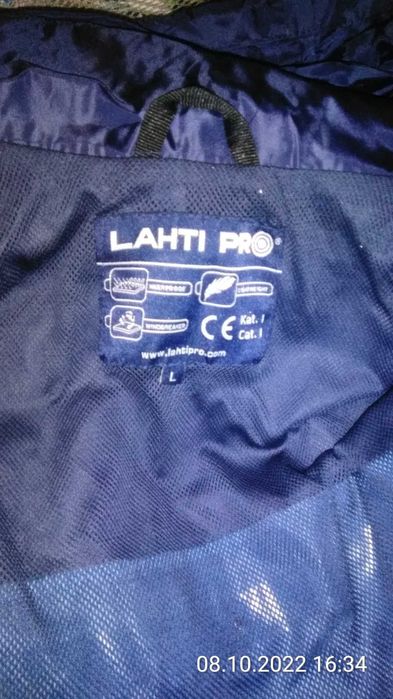 LAHTI PRO®
WATERPROOF
LIGHTWEIGHT
WINDBREAKER
CE
Kat. I
Cat. I
www.lahtipro.com
L
08.10.2022 16:34